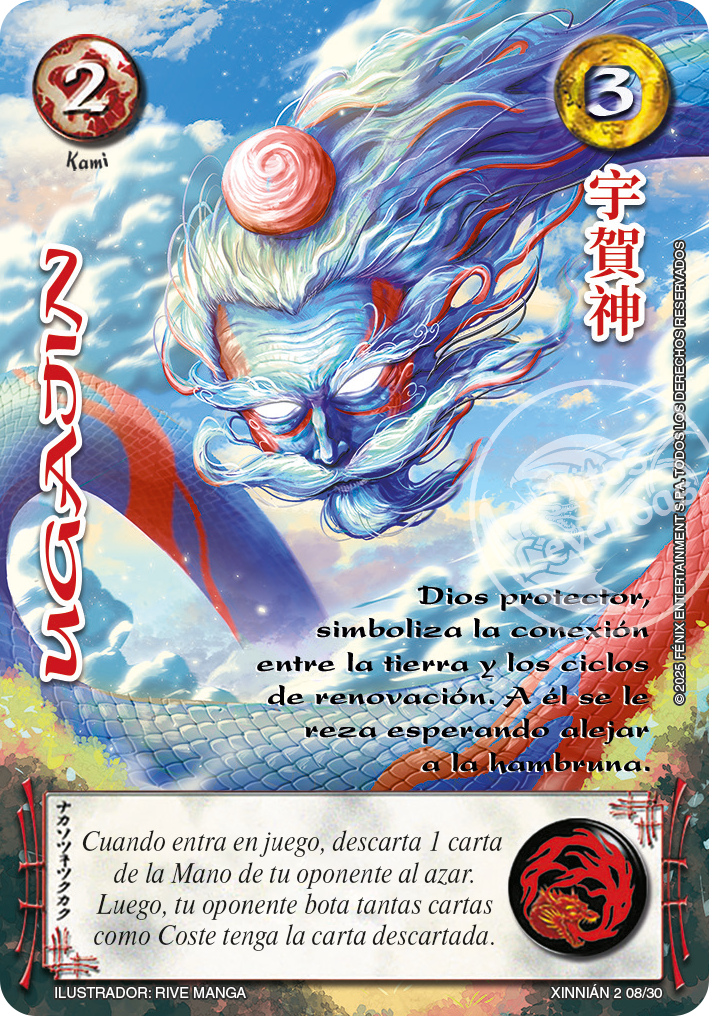 2
Kami
3
宇賀神
UGAJIN
© 2025 FÉNIX ENTERTAINMENT S.P.A. TODOS LOS DERECHOS RESERVADOS
Dios protector,
simboliza la conexión
entre la tierra y los ciclos
de renovación. A él se le
reza esperando alejar
a la hambruna.
Cuando entra en juego, descarta 1 carta
de la Mano de tu oponente al azar.
Luego, tu oponente bota tantas cartas
como Coste tenga la carta descartada.
ILUSTRADOR: RIVE MANGA
XINNIÁN 2 08/30